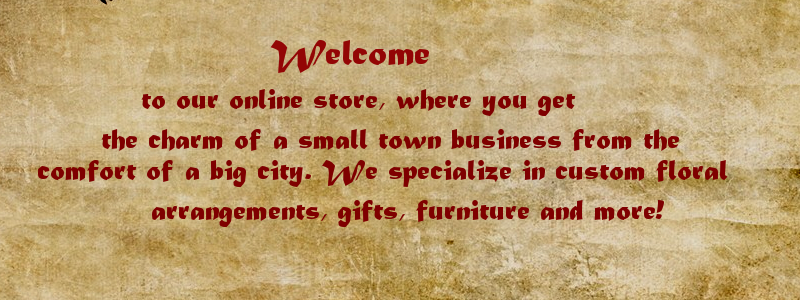 Welcome
to our online store, where you get
the charm of a small town business from the
comfort of a big city. We specialize in custom floral
arrangements, gifts, furniture and more!